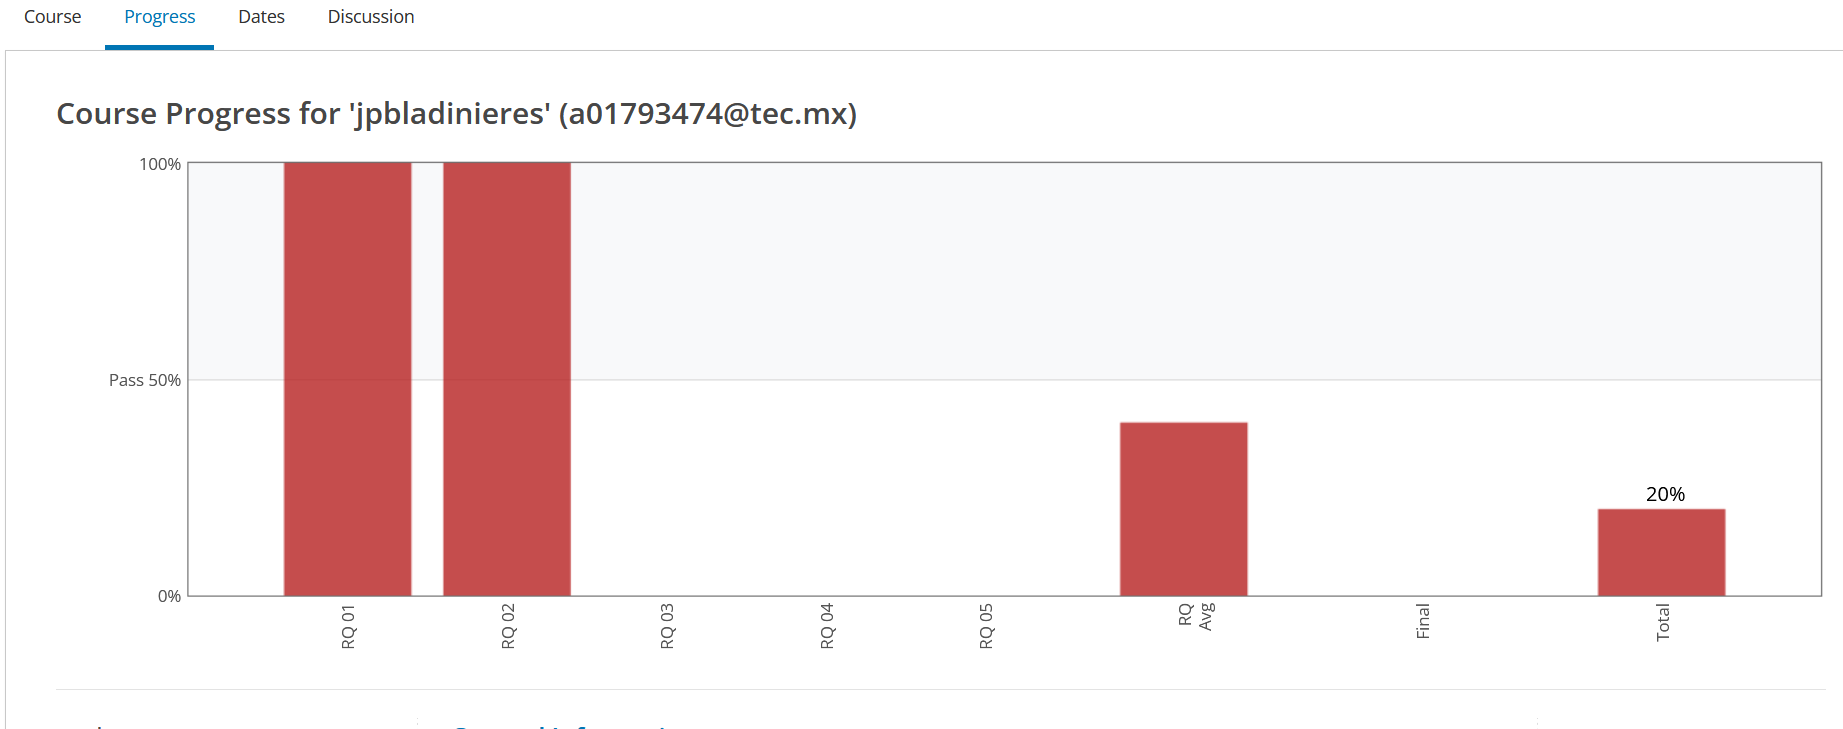 Course Progress Dates Discussion
Course Progress for 'jpbladinieres' (a01793474@tec.mx)
100%
Pass 50%
20%
0%
RQ 01
RQ 02
RQ 03
RQ 04
RQ 05
RQ
Avg
Final
Total